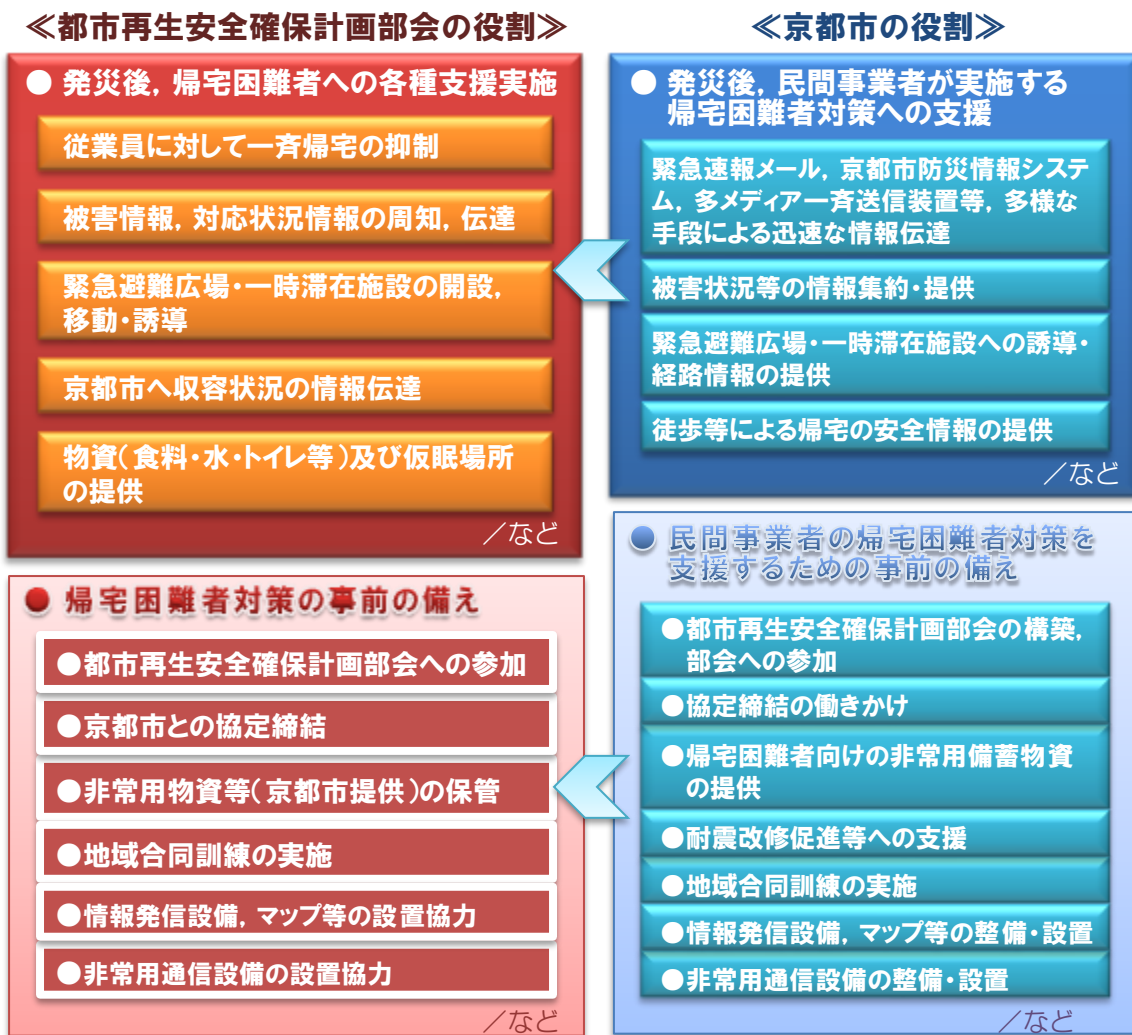 ≪都市再生安全確保計画部会の役割≫
● 発災後，帰宅困難者への各種支援実施
従業員に対して一斉帰宅の抑制
被害情報，対応状況情報の周知，伝達
緊急避難広場・一時滞在施設の開設，
移動・誘導
京都市へ収容状況の情報伝達
物資（食料・水・トイレ等）及び仮眠場所
の提供
／など
● 帰宅困難者対策の事前の備え
●都市再生安全確保計画部会への参加
●京都市との協定締結
●非常用物資等（京都市提供）の保管
●地域合同訓練の実施
●情報発信設備，マップ等の設置協力
●非常用通信設備の設置協力
／など
≪京都市の役割≫
● 発災後，民間事業者が実施する
帰宅困難者対策への支援
緊急速報メール，京都市防災情報システ
ム，多メディア一斉送信装置等，多様な
手段による迅速な情報伝達
被害状況等の情報集約・提供
緊急避難広場・一時滞在施設への誘導・
経路情報の提供
徒歩等による帰宅の安全情報の提供
／など
● 民間事業者の帰宅困難者対策を
支援するための事前の備え
●都市再生安全確保計画部会の構築，
部会への参加
●協定締結の働きかけ
●帰宅困難者向けの非常用備蓄物資
の提供
●耐震改修促進等への支援
●地域合同訓練の実施
●情報発信設備，マップ等の整備・設置
●非常用通信設備の整備・設置
／など